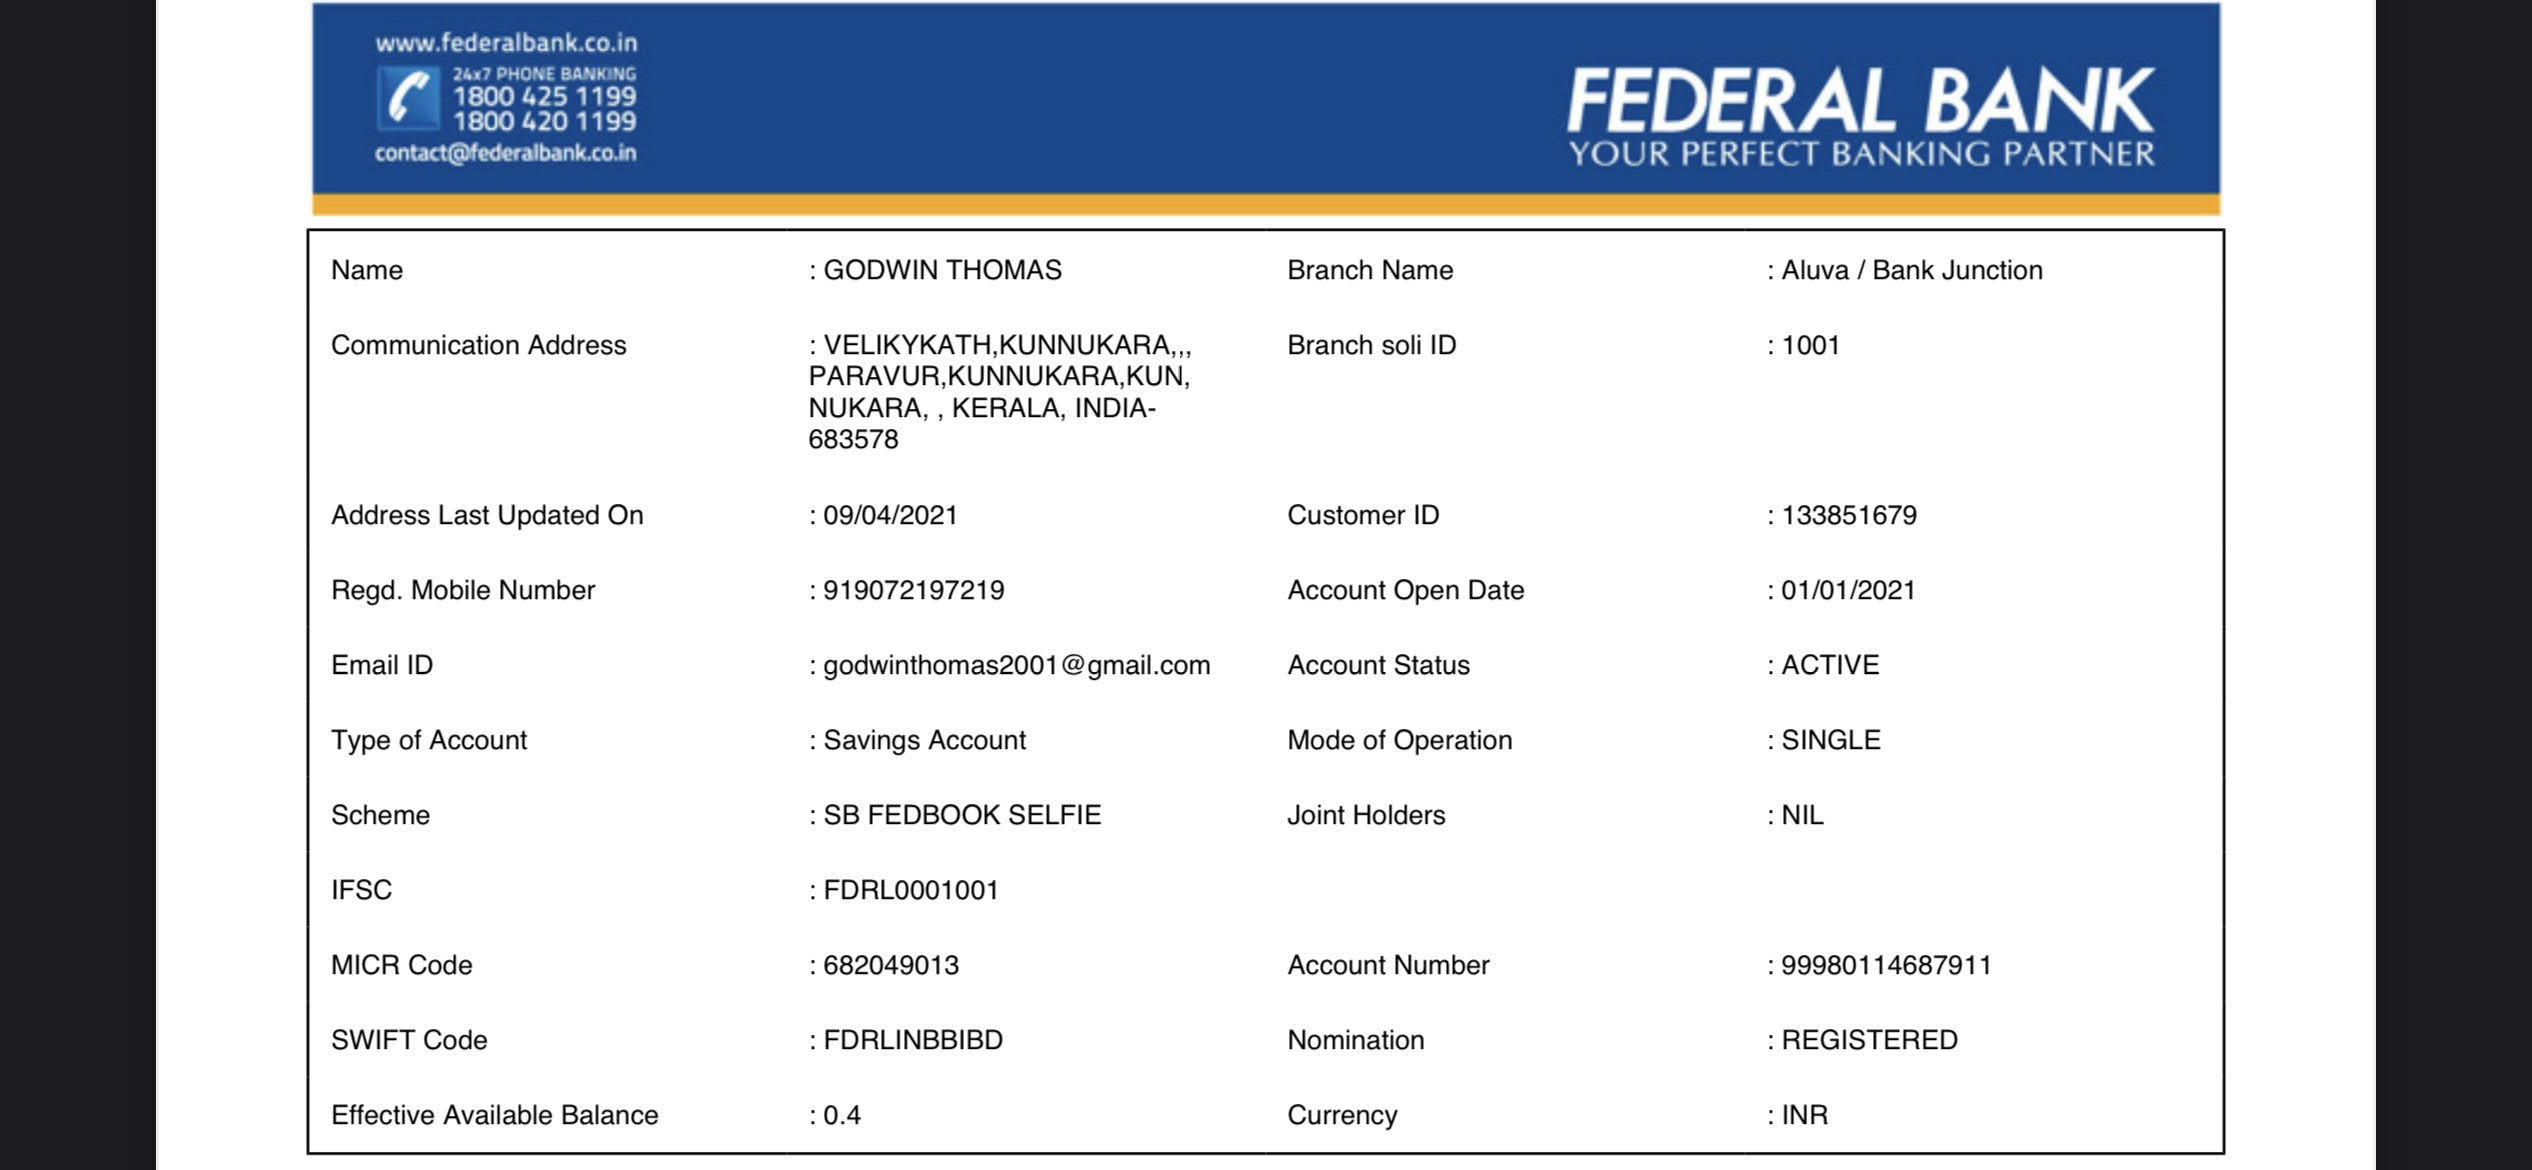 www.federalbank.co.in
24x7 PHONE BANKING
1800 425 1199
1800 420 1199
contact@federalbank.co.in
FEDERAL BANK
YOUR PERFECT BANKING PARTNER
Name : GODWIN THOMAS Branch Name : Aluva / Bank Junction
Communication Address : VELIKYKATH,KUNNUKARA,,, Branch soli ID : 1001
PARAVUR,KUNNUKARA,KUN,
NUKARA, , KERALA, INDIA-
683578
Address Last Updated On : 09/04/2021 Customer ID : 133851679
Regd. Mobile Number : 919072197219 Account Open Date : 01/01/2021
Email ID : godwinthomas2001@gmail.com Account Status : ACTIVE
Type of Account : Savings Account Mode of Operation : SINGLE
Scheme : SB FEDBOOK SELFIE Joint Holders : NIL
IFSC : FDRL0001001
MICR Code : 682049013 Account Number : 99980114687911
SWIFT Code : FDRLINBBIBD Nomination : REGISTERED
Effective Available Balance : 0.4 Currency : INR